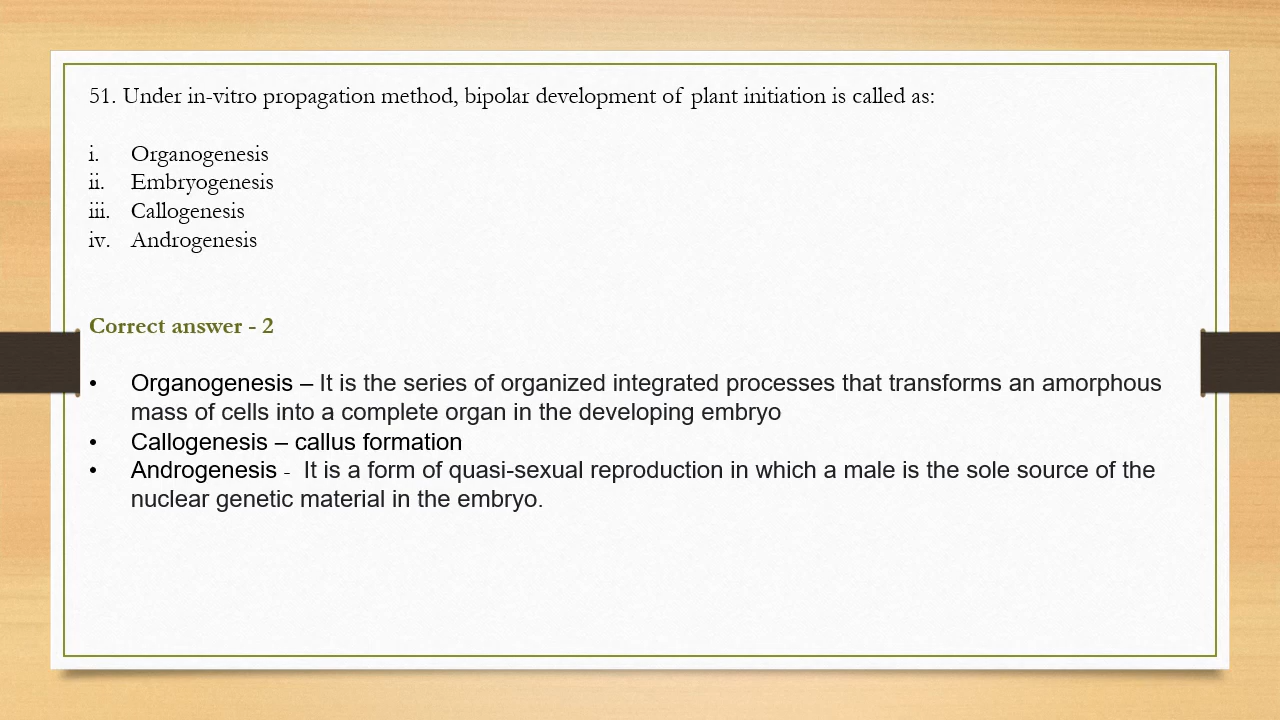 51. Under in-vitro propagation method, bipolar development of plant initiation is called as:
i. Organogenesis
ii. Embryogenesis
iii. Callogenesis
iv. Androgenesis
Correct answer - 2
• Organogenesis – It is the series of organized integrated processes that transforms an amorphous
mass of cells into a complete organ in the developing embryo
• Callogenesis – callus formation
• Androgenesis - It is a form of quasi-sexual reproduction in which a male is the sole source of the
nuclear genetic material in the embryo.